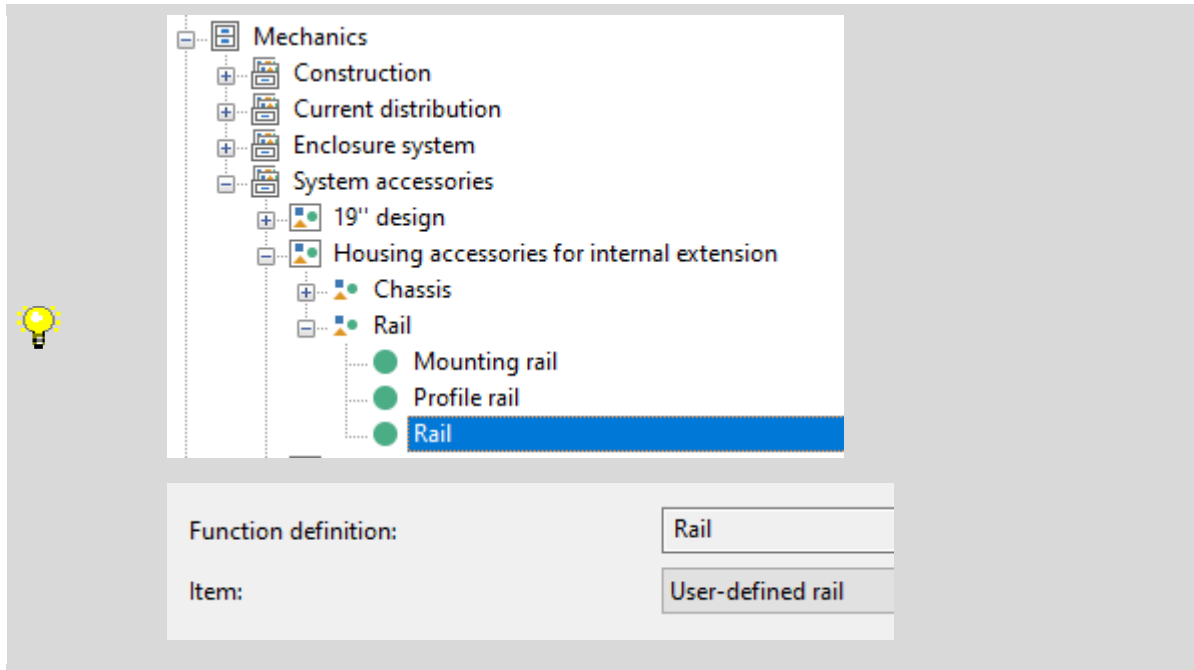 Mechanics
Construction
Current distribution
Enclosure system
System accessories
19'' design
Housing accessories for internal extension
Chassis
Rail
Mounting rail
Profile rail
Rail
Function definition: Rail
Item: User-defined rail